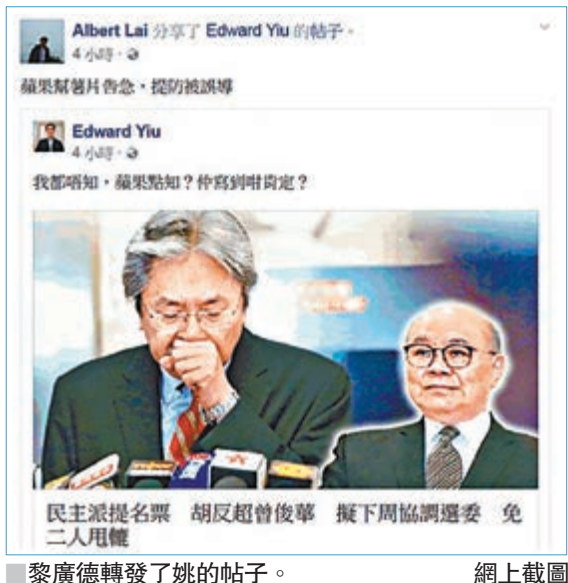 Albert Lai 分享了 Edward Yiu 的帖子。
4 小時 ·
蘋果幫薯片告急，提防被誤導
Edward Yiu
4 小時 ·
我都唔知，蘋果點知？仲寫到咁肯定？
民主派提名票　胡反超曾俊華　擬下周協調選委　免
二人甩轆
■黎廣德轉發了姚的帖子。　網上截圖